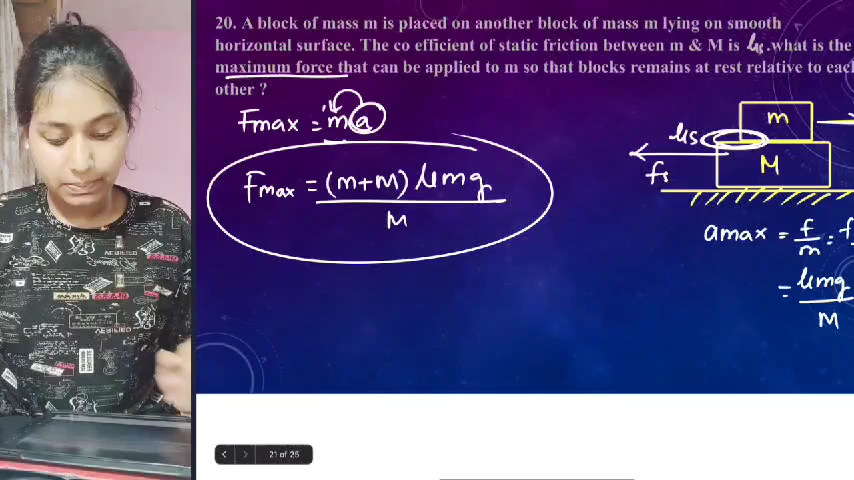 20. A block of mass m is placed on another block of mass m lying on smooth
horizontal surface. The co efficient of static friction between m & M is μs.what is the
maximum force that can be applied to m so that blocks remains at rest relative to each
other ?
Fmax = ma
Fmax = (m+M) μmg
M
m
μs
M
fs
amax = f/m = f
= μmg
M
21 of 25